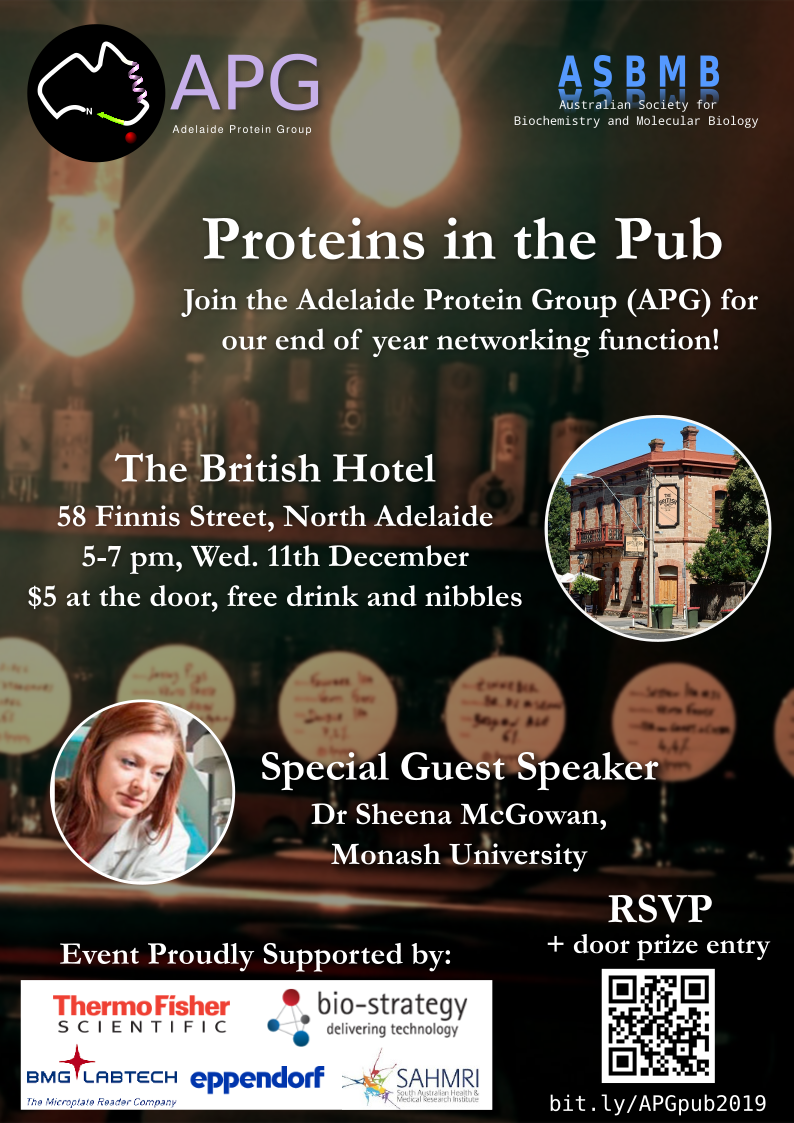 N
APG
Adelaide Protein Group
ASBMB
Australian Society for
Biochemistry and Molecular Biology
Proteins in the Pub
Join the Adelaide Protein Group (APG) for
our end of year networking function!
The British Hotel
58 Finnis Street, North Adelaide
5-7 pm, Wed. 11th December
$5 at the door, free drink and nibbles
THE
BRITISH
Special Guest Speaker
Dr Sheena McGowan,
Monash University
RSVP
+ door prize entry
Event Proudly Supported by:
ThermoFisher
SCIENTIFIC
bio-strategy
delivering technology
BMG LABTECH
The Microplate Reader Company
eppendorf
SAHMRI
South Australian Health &
Medical Research Institute
bit.ly/APGpub2019